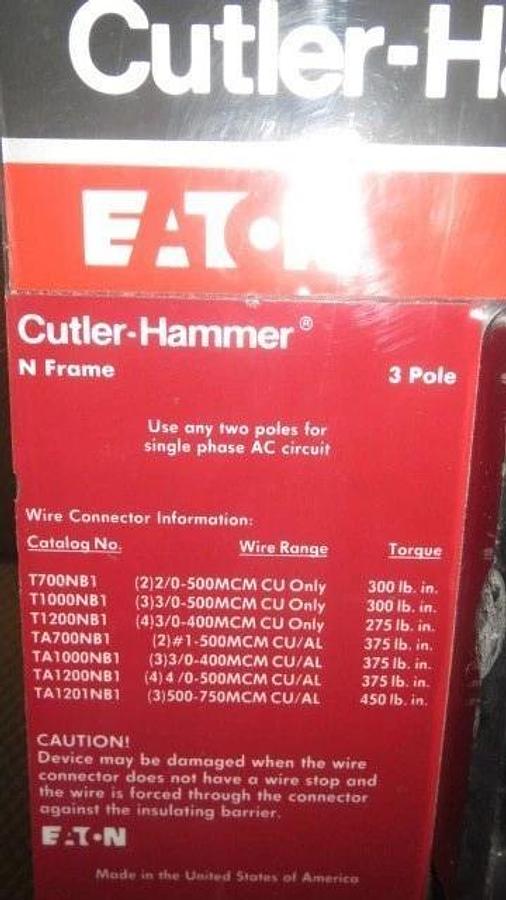 Cutler-H
EATON
Cutler-Hammer®
N Frame 3 Pole
Use any two poles for
single phase AC circuit
Wire Connector Information:
Catalog No. Wire Range Torque
T700NB1 (2)2/0-500MCM CU Only 300 lb. in.
T1000NB1 (3)3/0-500MCM CU Only 300 lb. in.
T1200NB1 (4)3/0-400MCM CU Only 275 lb. in.
TA700NB1 (2)#1-500MCM CU/AL 375 lb. in.
TA1000NB1 (3)3/0-400MCM CU/AL 375 lb. in.
TA1200NB1 (4)4/0-500MCM CU/AL 375 lb. in.
TA1201NB1 (3)500-750MCM CU/AL 450 lb. in.
CAUTION!
Device may be damaged when the wire
connector does not have a wire stop and
the wire is forced through the connector
against the insulating barrier.
EATON
Made in the United States of America